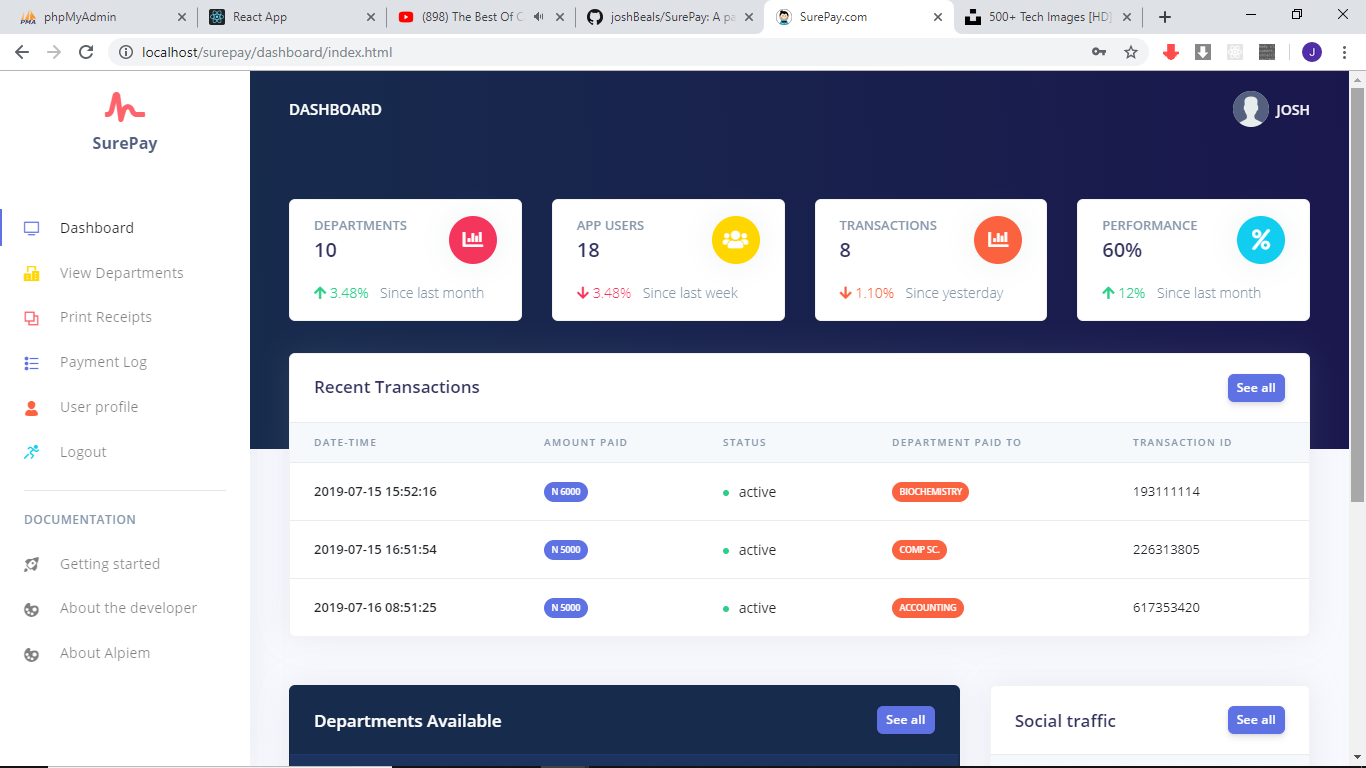 phpMyAdmin
React App
(898) The Best Of C
joshBeals/SurePay: A pa
SurePay.com
500+ Tech Images [HD]
localhost/surepay/dashboard/index.html
J
SurePay
Dashboard
View Departments
Print Receipts
Payment Log
User profile
Logout
DOCUMENTATION
Getting started
About the developer
About Alpiem
DASHBOARD
JOSH
DEPARTMENTS
10
3.48% Since last month
APP USERS
18
3.48% Since last week
TRANSACTIONS
8
1.10% Since yesterday
PERFORMANCE
60%
12% Since last month
Recent Transactions
See all
DATE-TIME AMOUNT PAID STATUS DEPARTMENT PAID TO TRANSACTION ID
2019-07-15 15:52:16 N 6000 active BIOCHEMISTRY 193111114
2019-07-15 16:51:54 N 5000 active COMP SC. 226313805
2019-07-16 08:51:25 N 5000 active ACCOUNTING 617353420
Departments Available
See all
Social traffic
See all